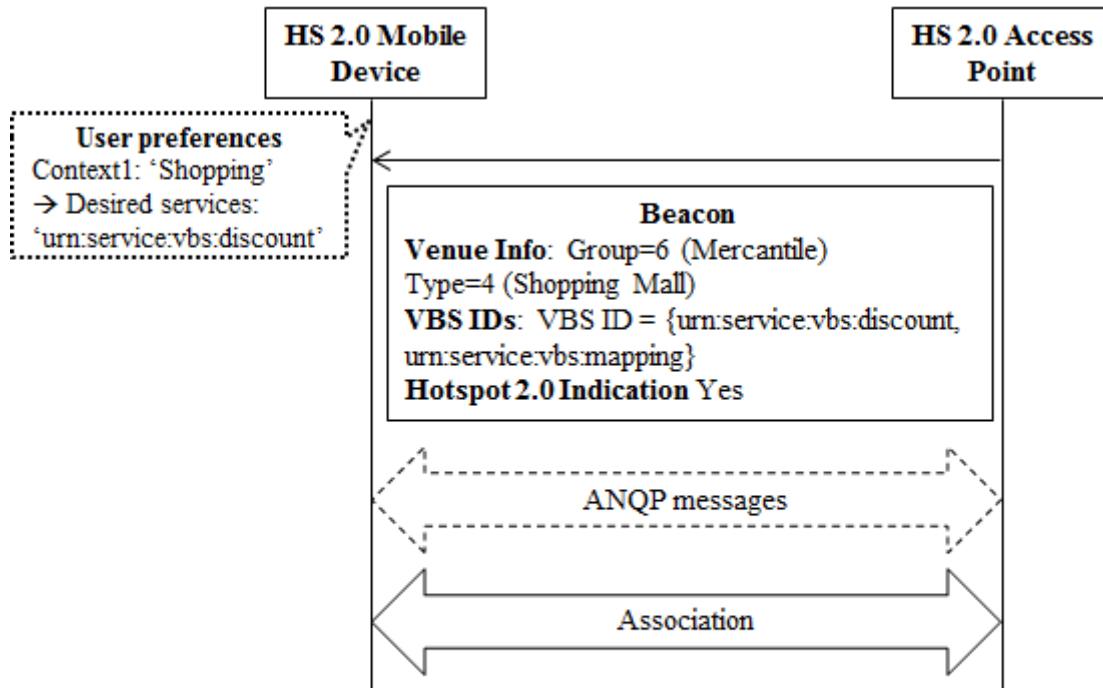 HS 2.0 Mobile
Device
HS 2.0 Access
Point
User preferences
Context1: ‘Shopping’
→ Desired services:
‘urn:service:vbs:discount’
Beacon
Venue Info: Group=6 (Mercantile)
Type=4 (Shopping Mall)
VBS IDs: VBS ID = {urn:service:vbs:discount,
urn:service:vbs:mapping}
Hotspot 2.0 Indication Yes
ANQP messages
Association